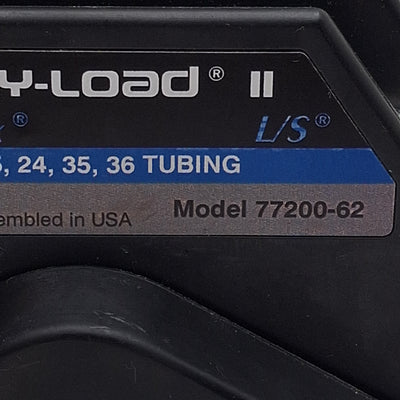 Y-LOAD® II
® L/S®
, 24, 35, 36 TUBING
embled in USA Model 77200-62